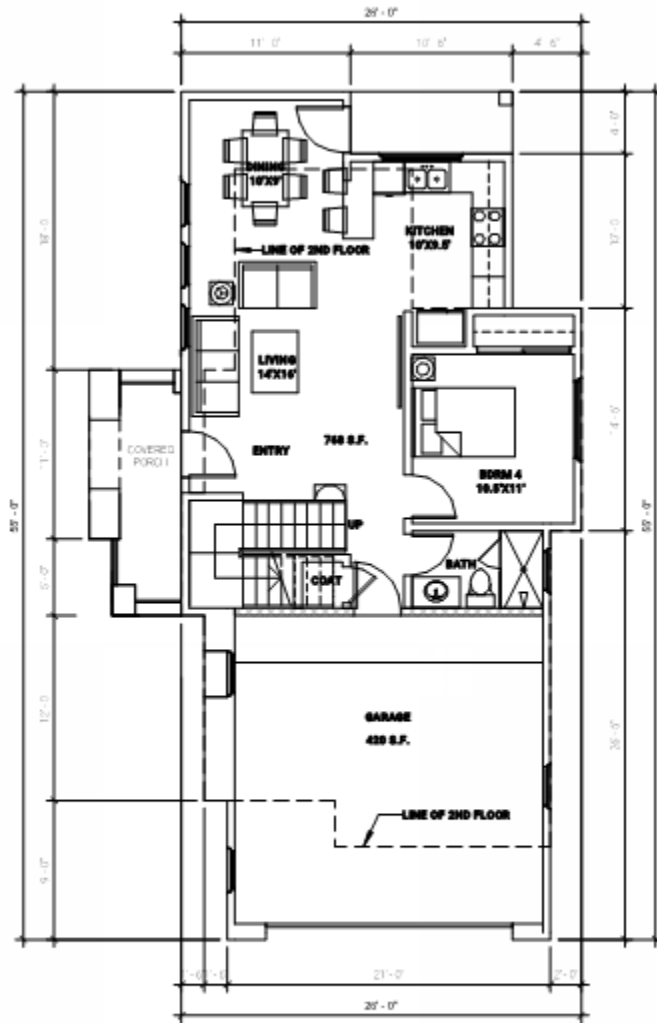 26'-0"
11'-0"
10'-6"
4'-6"
DINING
10'X9'
KITCHEN
10'X9.5'
LINE OF 2ND FLOOR
LIVING
14'X16'
COVERED
PORCH
ENTRY
768 S.F.
BDRM 4
10.5'X11'
UP
COAT
BATH
GARAGE
420 S.F.
LINE OF 2ND FLOOR
55'-0"
55'-0"
12'-0
21'-0"
2'-0"
26'-0"